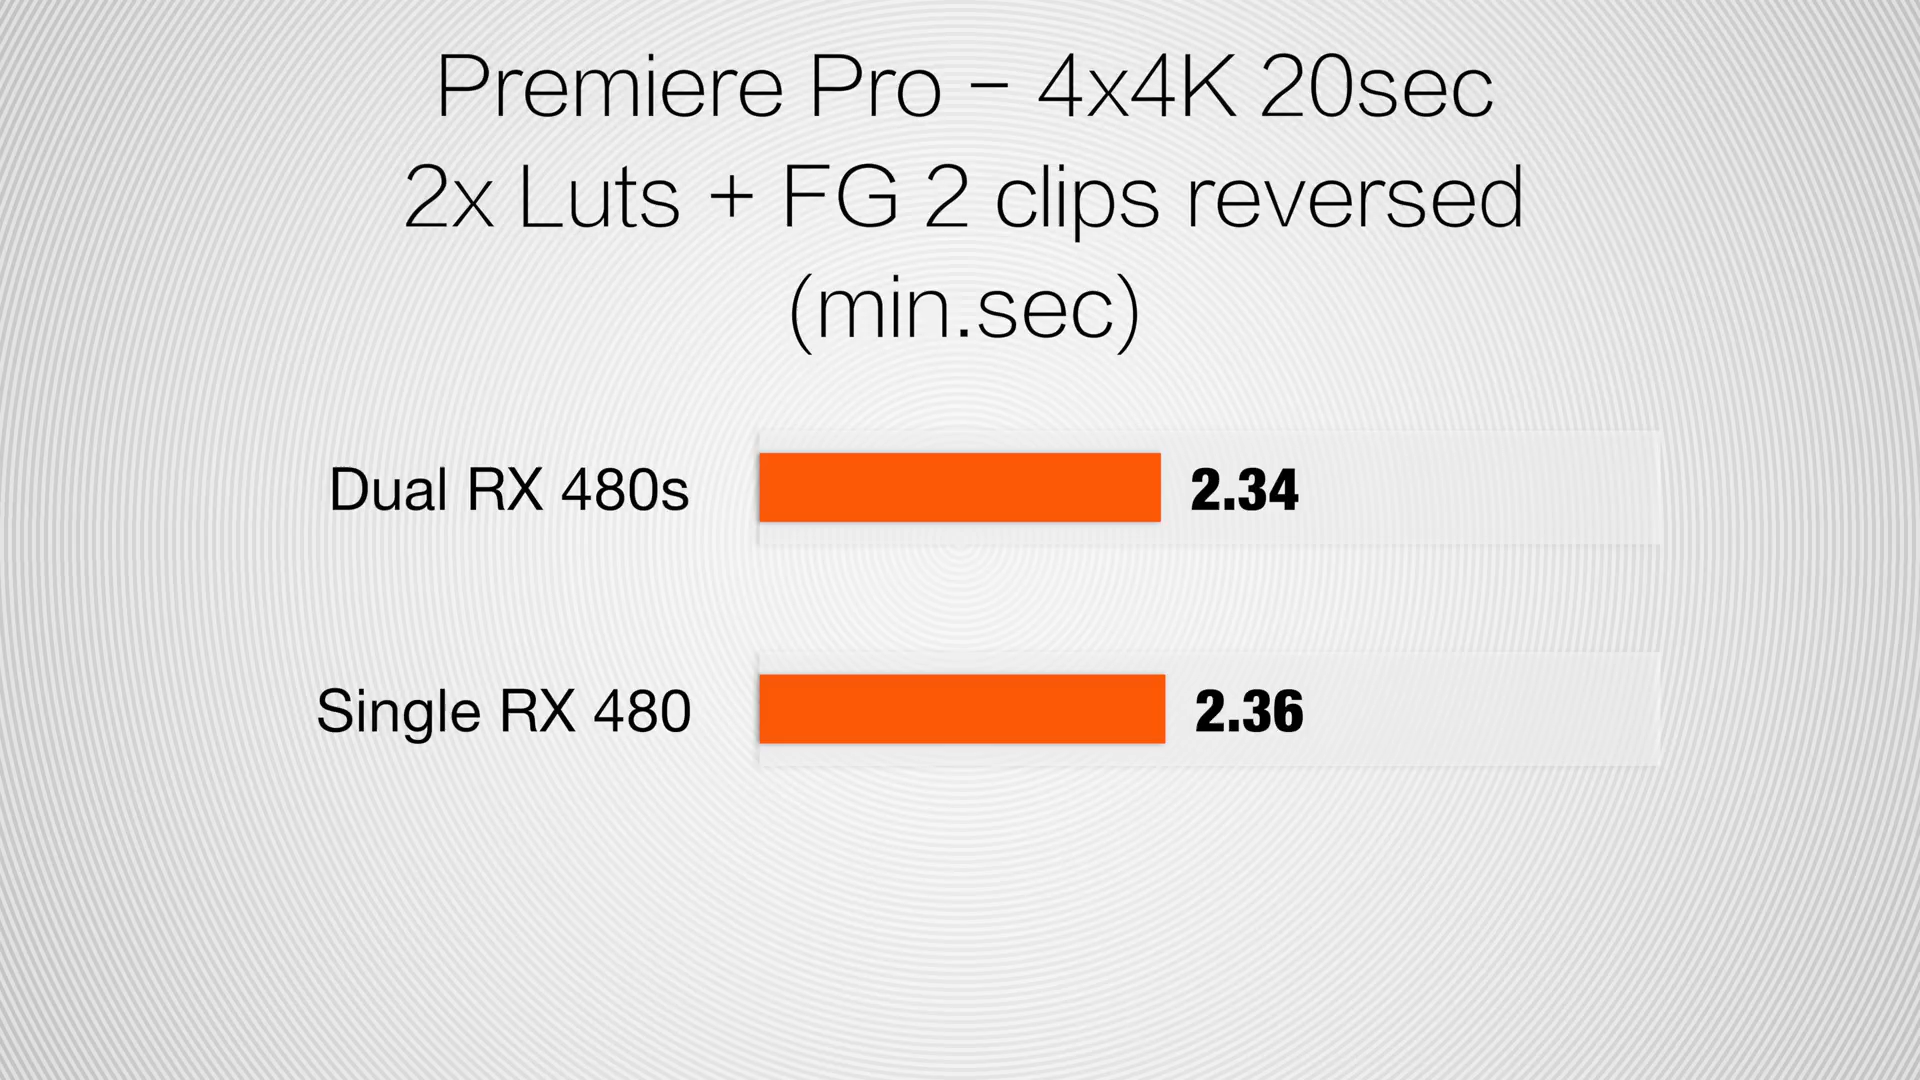 Premiere Pro – 4x4K 20sec
2x Luts + FG 2 clips reversed
(min.sec)
Dual RX 480s 2.34
Single RX 480 2.36